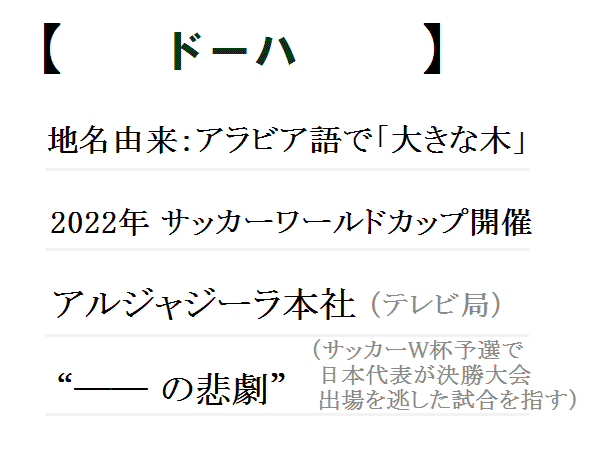 【 ドーハ 】
地名由来：アラビア語で「大きな木」
2022年 サッカーワールドカップ開催
アルジャジーラ本社 （テレビ局）
“―― の悲劇”
（サッカーW杯予選で
日本代表が決勝大会
出場を逃した試合を指す）